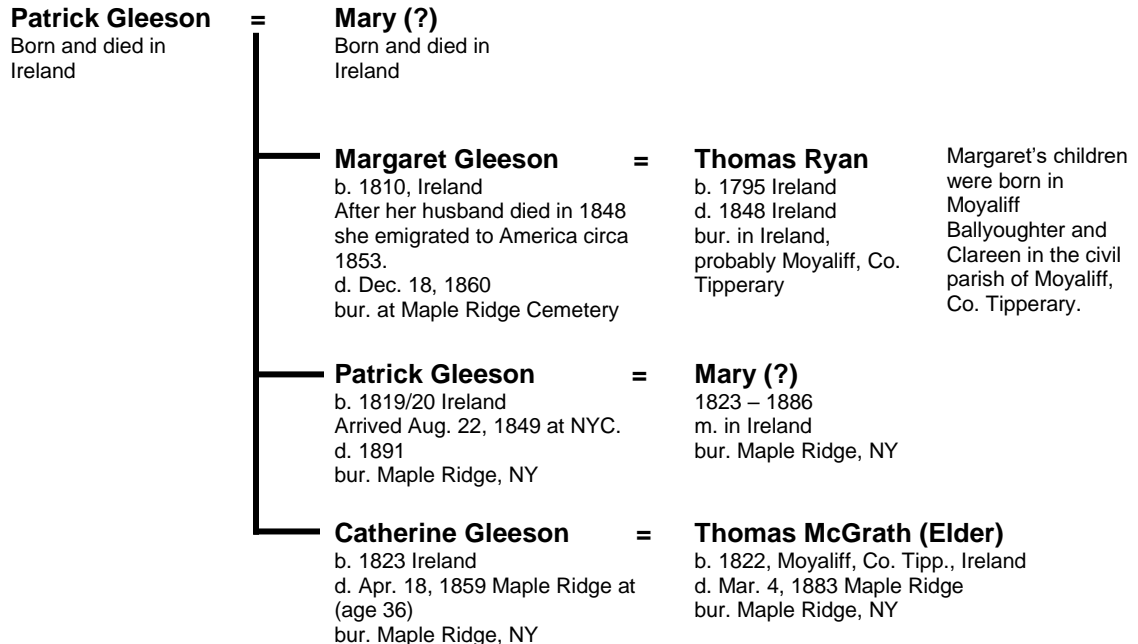 Patrick Gleeson = Mary (?)
Born and died in Ireland
Born and died in Ireland
Margaret Gleeson = Thomas Ryan
b. 1810, Ireland
After her husband died in 1848
she emigrated to America circa
1853.
d. Dec. 18, 1860
bur. at Maple Ridge Cemetery
b. 1795 Ireland
d. 1848 Ireland
bur. in Ireland,
probably Moyaliff, Co.
Tipperary
Margaret’s children
were born in
Moyaliff
Ballyoughter and
Clareen in the civil
parish of Moyaliff,
Co. Tipperary.
Patrick Gleeson = Mary (?)
b. 1819/20 Ireland
Arrived Aug. 22, 1849 at NYC.
d. 1891
bur. Maple Ridge, NY
1823 – 1886
m. in Ireland
bur. Maple Ridge, NY
Catherine Gleeson = Thomas McGrath (Elder)
b. 1823 Ireland
d. Apr. 18, 1859 Maple Ridge at
(age 36)
bur. Maple Ridge, NY
b. 1822, Moyaliff, Co. Tipp., Ireland
d. Mar. 4, 1883 Maple Ridge
bur. Maple Ridge, NY